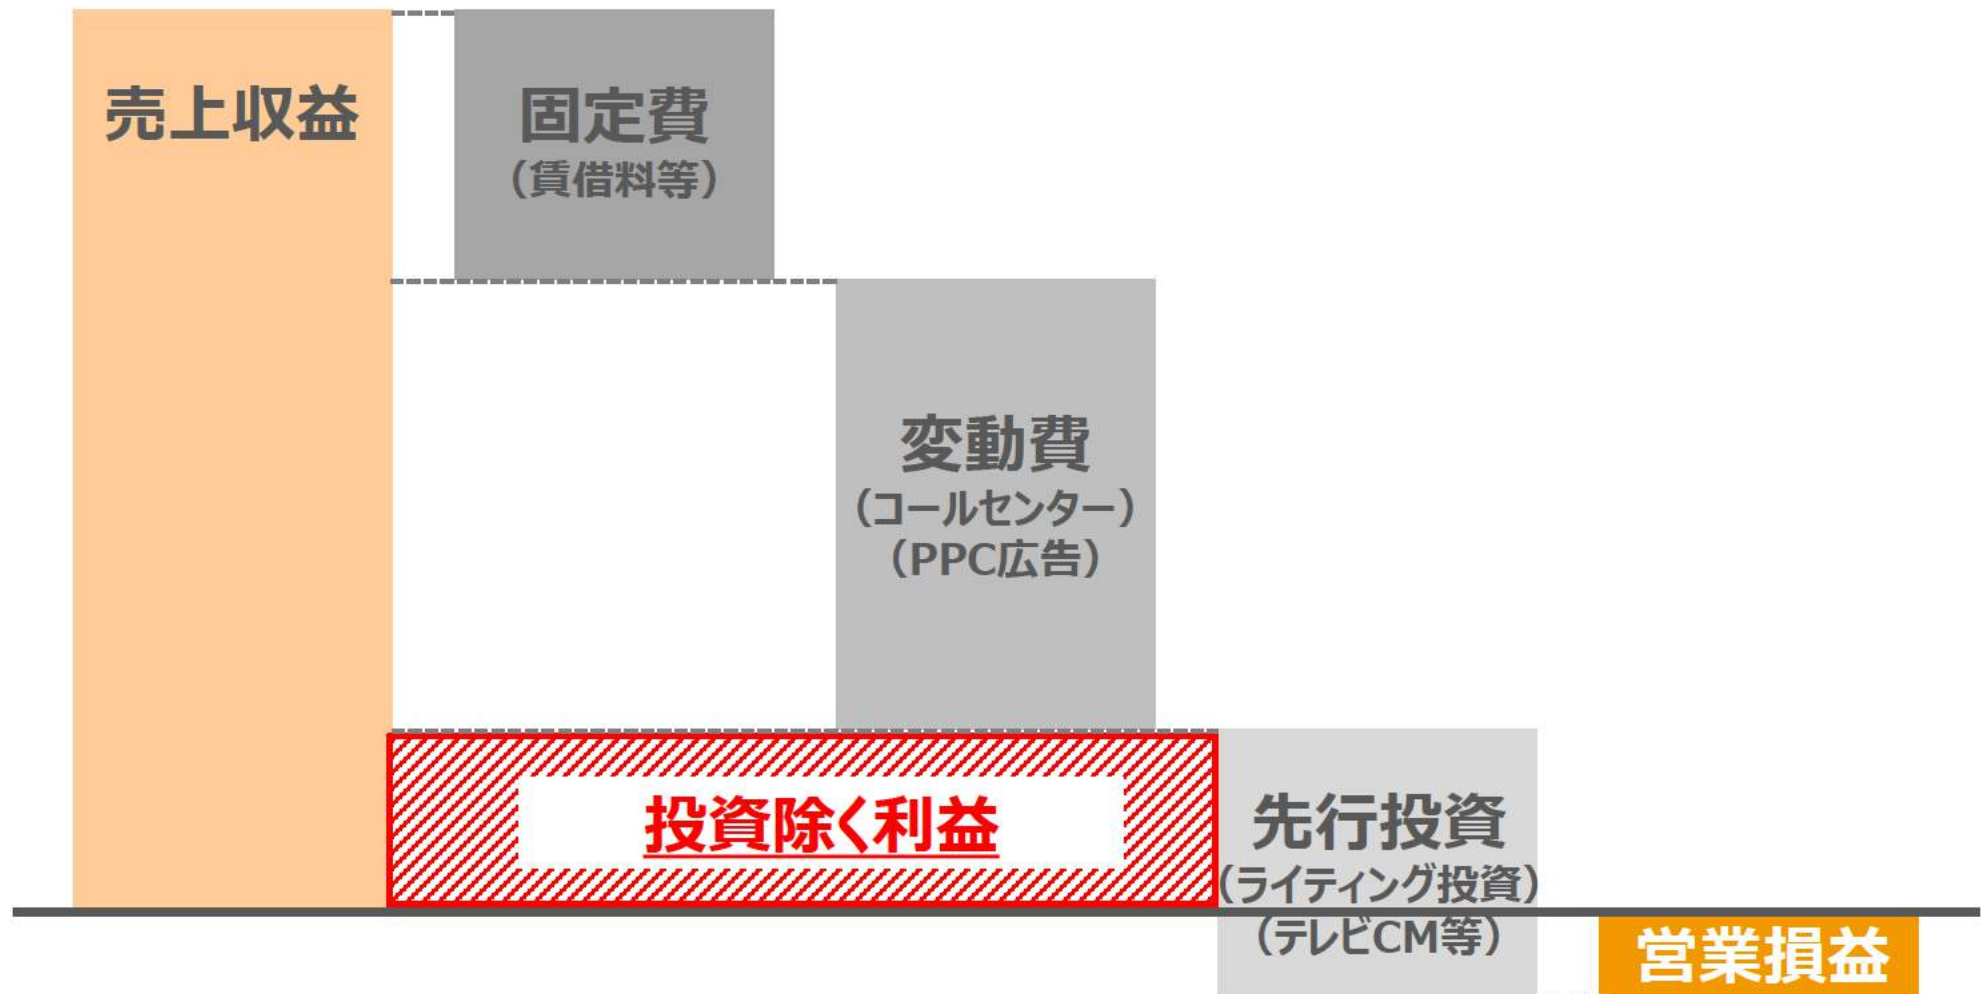 売上収益
固定費
（賃借料等）
変動費
（コールセンター）
（PPC広告）
投資除く利益
先行投資
（ライティング投資）
（テレビCM等）
営業損益